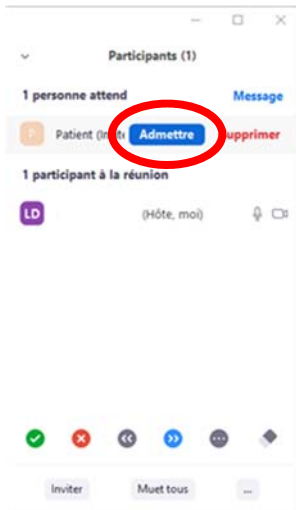 Participants (1)
1 personne attend Message
P Patient (In Admettre upprimer
1 participant à la réunion
LD (Hôte, moi)
Inviter Muet tous ...